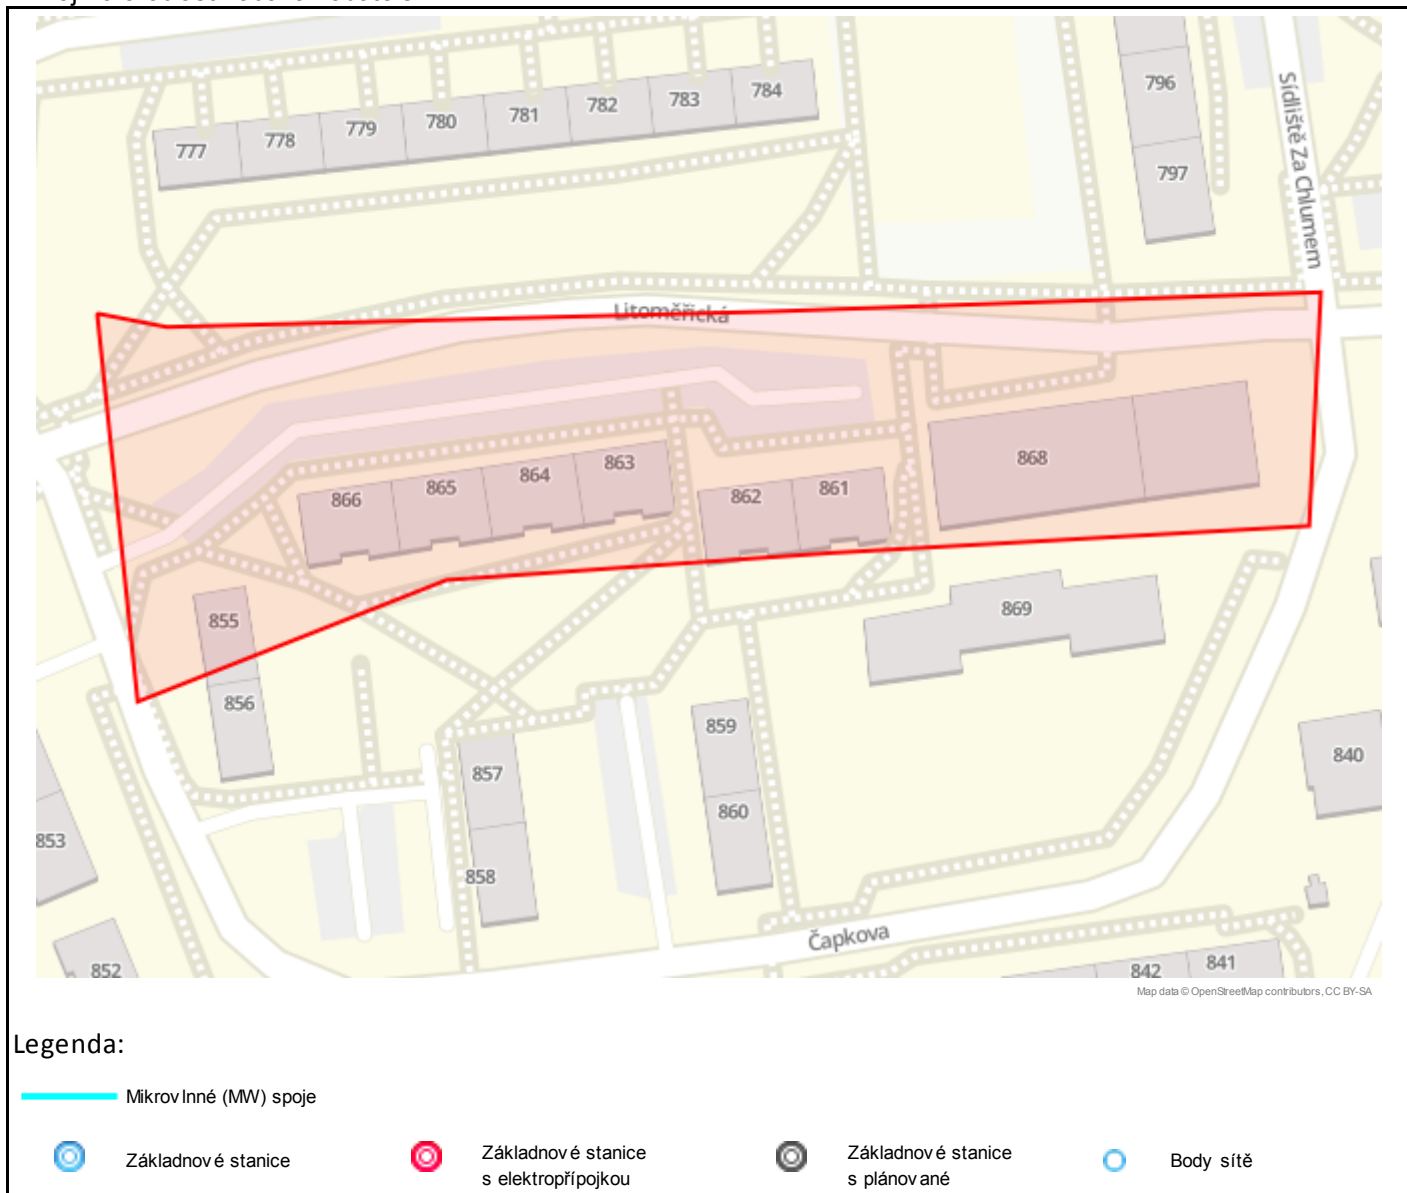 777
778
779
780
781
782
783
784
796
797
Sídliště Za Chlumem
Litoměřická
866
865
864
863
862
861
868
855
856
869
859
860
857
858
853
852
840
Čapkova
842
841
Map data © OpenStreetMap contributors, CC BY-SA
Legenda:
Mikrovlnné (MW) spoje
Základnové stanice
Základnové stanice
s elektropřípojkou
Základnové stanice
s plánované
Body sítě